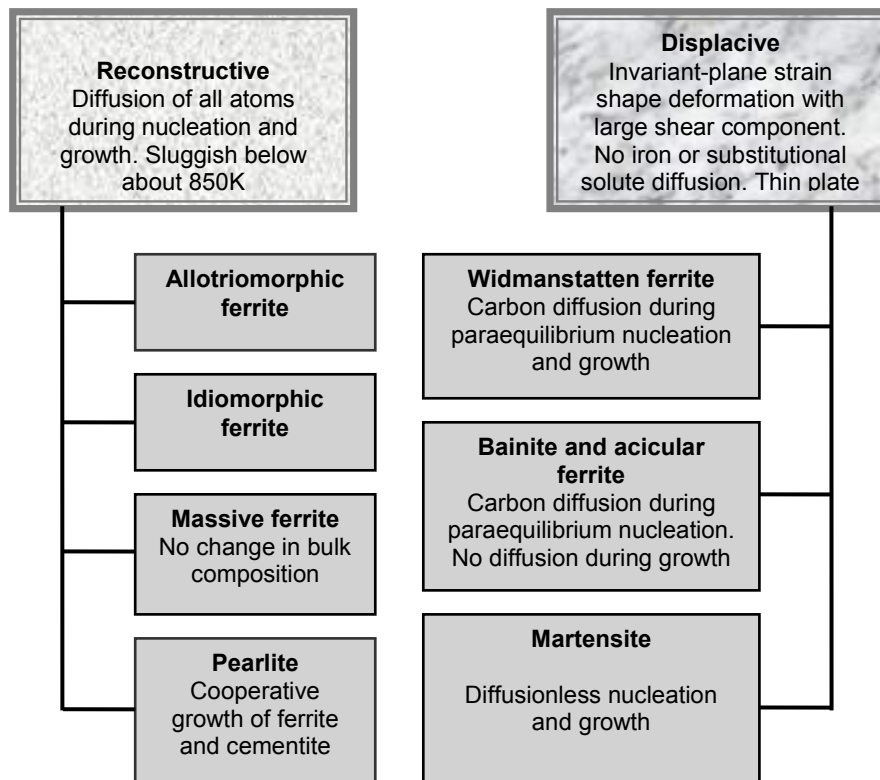 Reconstructive
Diffusion of all atoms
during nucleation and
growth. Sluggish below
about 850K
Displacive
Invariant-plane strain
shape deformation with
large shear component.
No iron or substitutional
solute diffusion. Thin plate
Allotriomorphic
ferrite
Idiomorphic
ferrite
Massive ferrite
No change in bulk
composition
Pearlite
Cooperative
growth of ferrite
and cementite
Widmanstatten ferrite
Carbon diffusion during
paraequilibrium nucleation
and growth
Bainite and acicular
ferrite
Carbon diffusion during
paraequilibrium nucleation.
No diffusion during growth
Martensite
Diffusionless nucleation
and growth